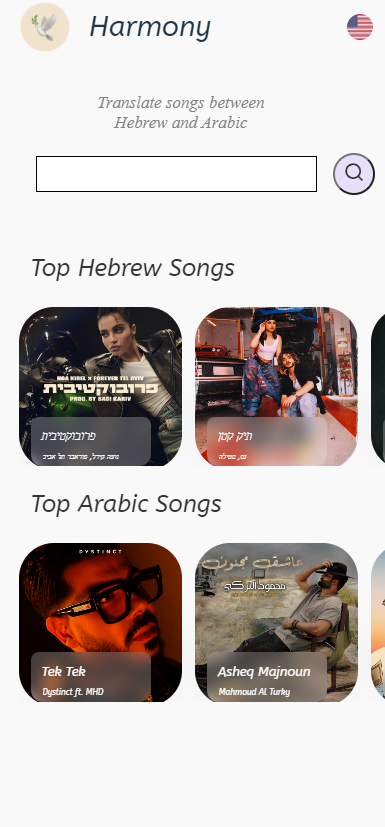 Harmony
Translate songs between
Hebrew and Arabic
Top Hebrew Songs
NOA KIREL × FOREVER TEL AVIV
פרובוקטיבית
PROD. BY SAGI KARIV
פרובוקטיבית
נועה קירל, פוראבר תל אביב
תיק קטן
נס, סטילה
Top Arabic Songs
DYSTINCT
Tek Tek
Dystinct ft. MHD
عاشق مجنون
محمود التركي
Asheq Majnoun
Mahmoud Al Turky